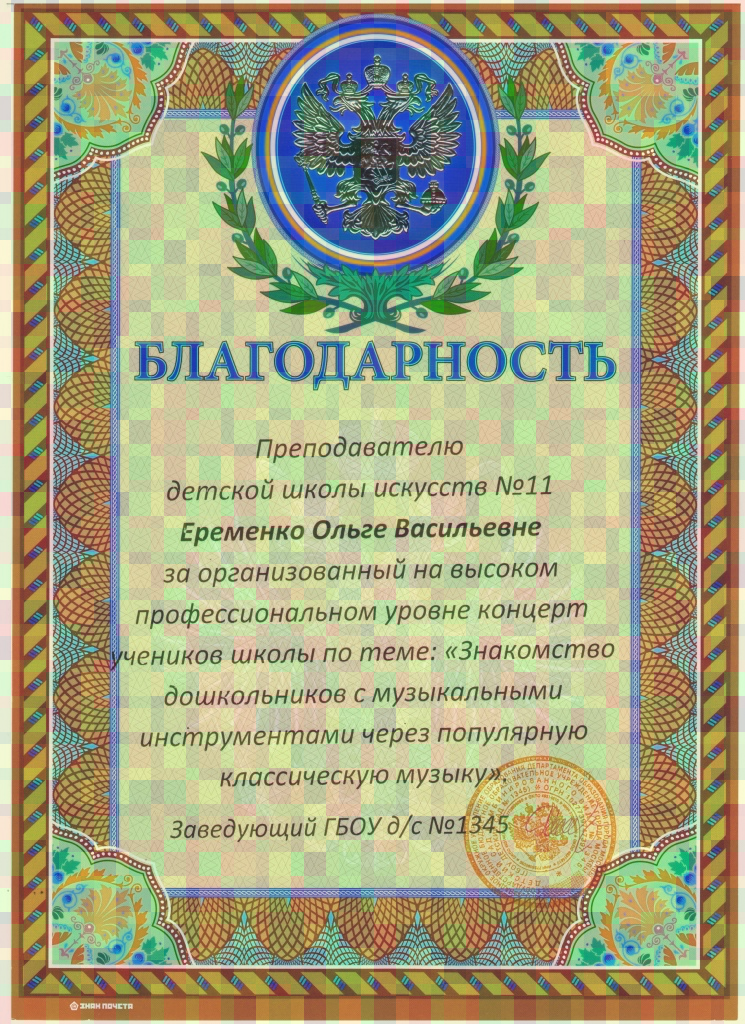 БЛАГОДАРНОСТЬ
Преподавателю
детской школы искусств №11
Еременко Ольге Васильевне
за организованный на высоком
профессиональном уровне концерт
учеников школы по теме: «Знакомство
дошкольников с музыкальными
инструментами через популярную
классическую музыку».
Заведующий ГБОУ д/с №1345
ЗНАК ПОЧЕТА